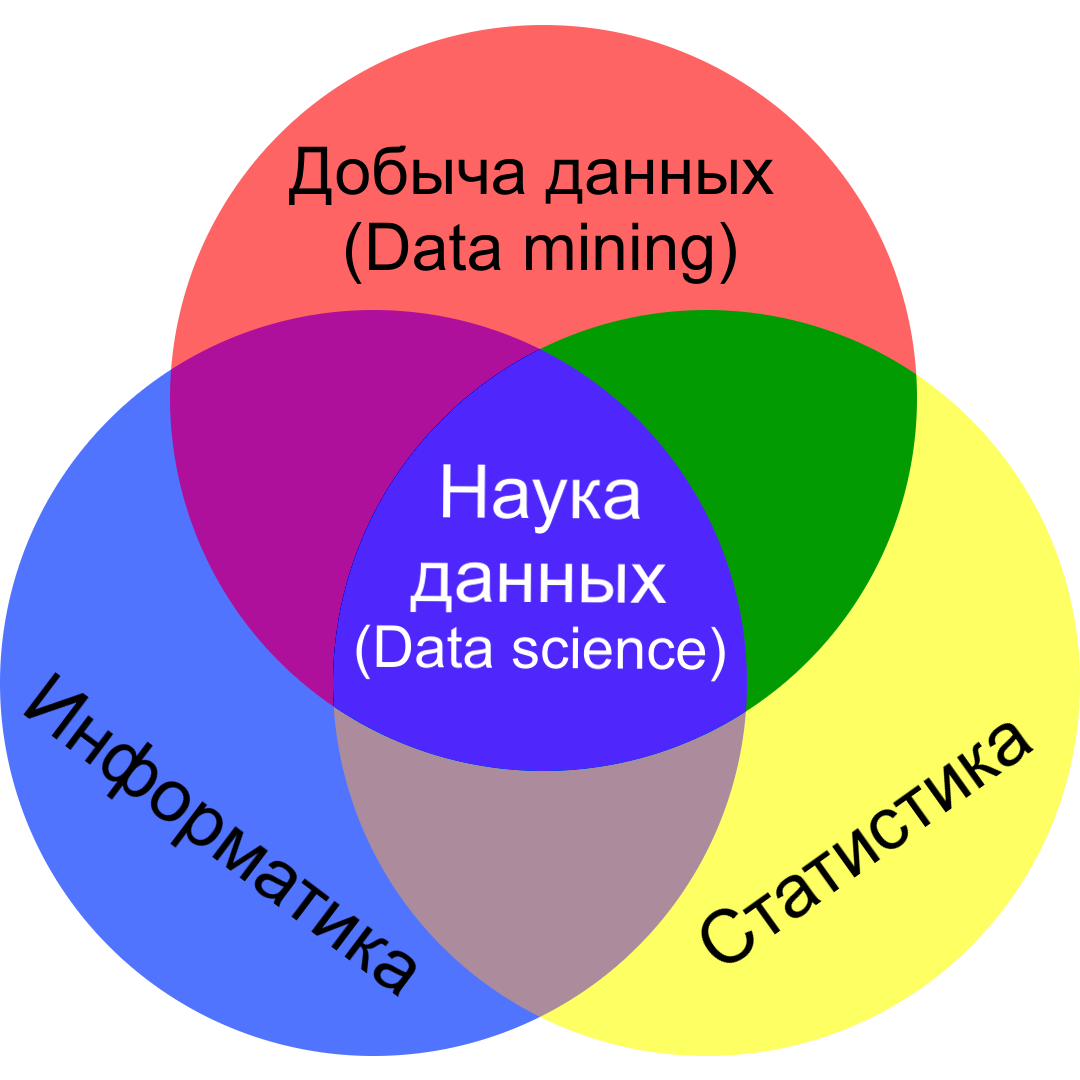 Добыча данных
(Data mining)
Наука
данных
(Data science)
Информатика
Статистика